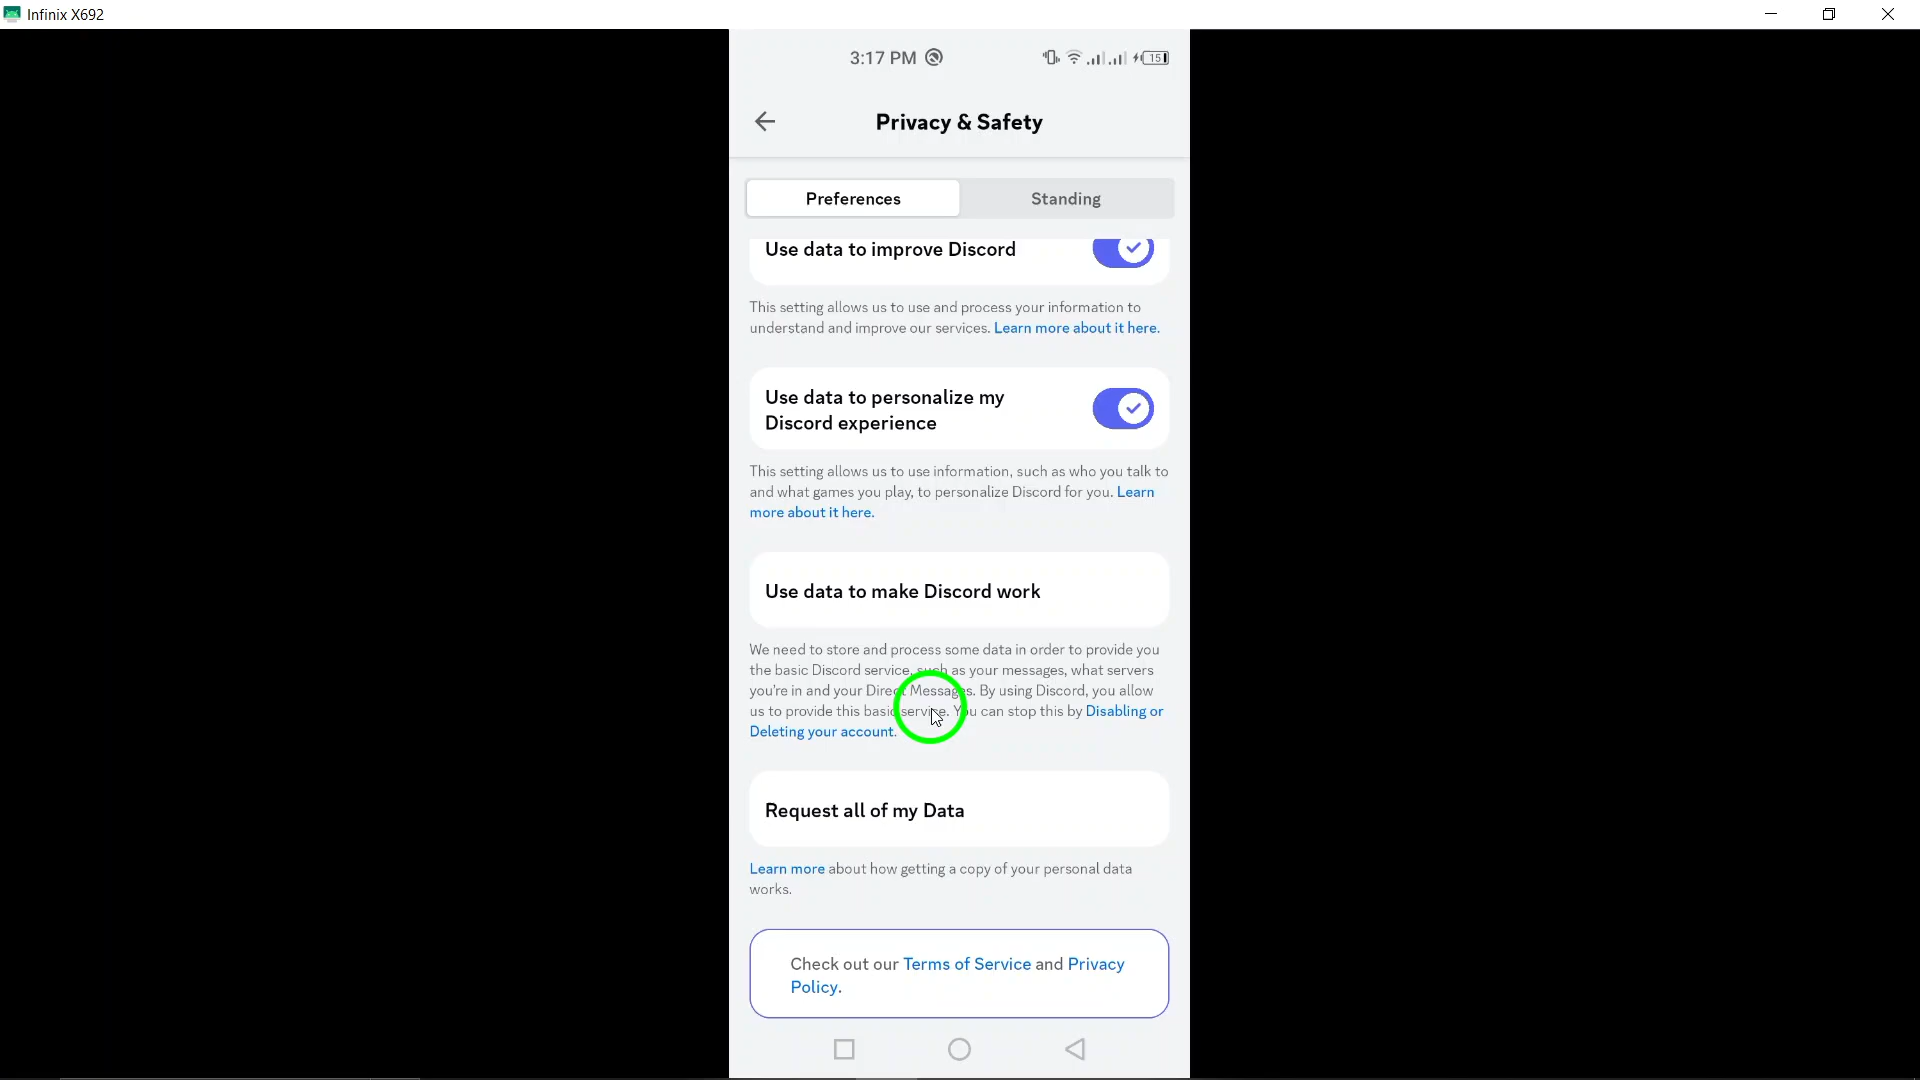 Infinix X692
3:17 PM
15
Privacy & Safety
Preferences
Standing
Use data to improve Discord
This setting allows us to use and process your information to
understand and improve our services. Learn more about it here.
Use data to personalize my
Discord experience
This setting allows us to use information, such as who you talk to
and what games you play, to personalize Discord for you. Learn
more about it here.
Use data to make Discord work
We need to store and process some data in order to provide you
the basic Discord service, such as your messages, what servers
you're in and your Direct Messages. By using Discord, you allow
us to provide this basic service. You can stop this by Disabling or
Deleting your account.
Request all of my Data
Learn more about how getting a copy of your personal data
works.
Check out our Terms of Service and Privacy
Policy.